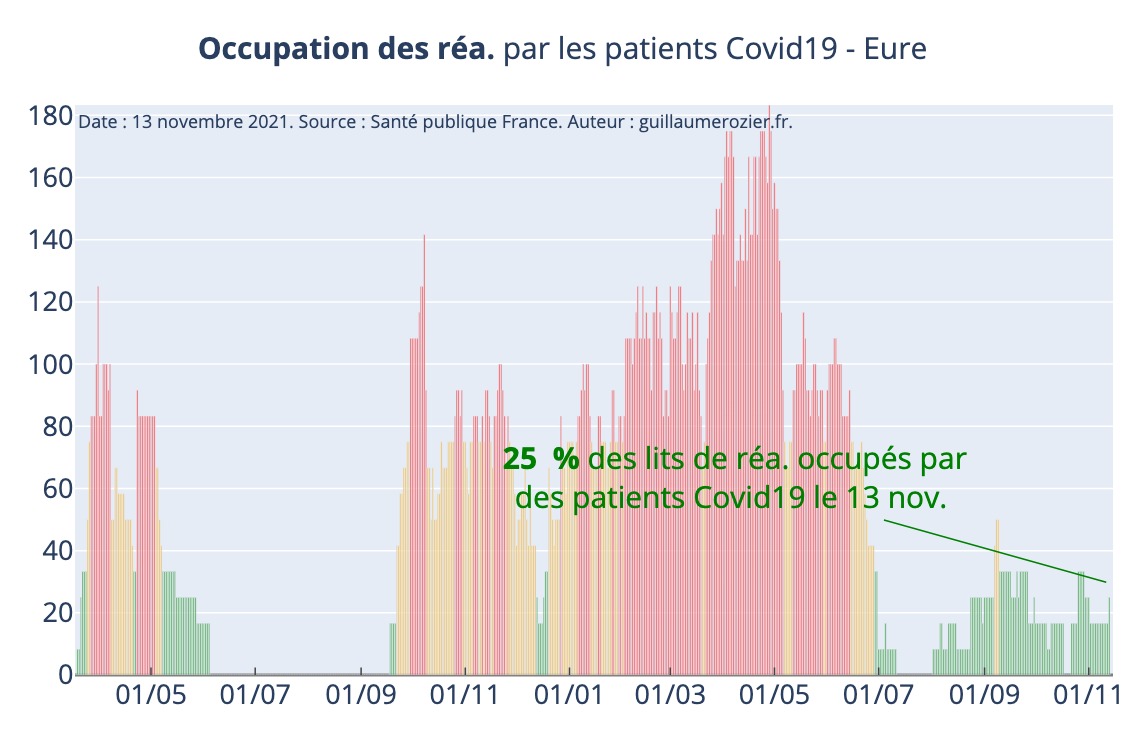 Occupation des réa. par les patients Covid19 - Eure
180
Date : 13 novembre 2021. Source : Santé publique France. Auteur : guillaumerozier.fr.
160
140
120
100
80
25 % des lits de réa. occupés par
des patients Covid19 le 13 nov.
60
40
20
0
01/05 01/07 01/09 01/11 01/01 01/03 01/05 01/07 01/09 01/11